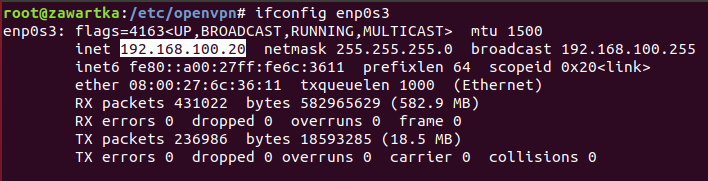 root@zawartka:/etc/openvpn# ifconfig enp0s3
enp0s3: flags=4163<UP,BROADCAST,RUNNING,MULTICAST>  mtu 1500
        inet 192.168.100.20  netmask 255.255.255.0  broadcast 192.168.100.255
        inet6 fe80::a00:27ff:fe6c:3611  prefixlen 64  scopeid 0x20<link>
        ether 08:00:27:6c:36:11  txqueuelen 1000  (Ethernet)
        RX packets 431022  bytes 582965629 (582.9 MB)
        RX errors 0  dropped 0  overruns 0  frame 0
        TX packets 236986  bytes 18593285 (18.5 MB)
        TX errors 0  dropped 0 overruns 0  carrier 0  collisions 0